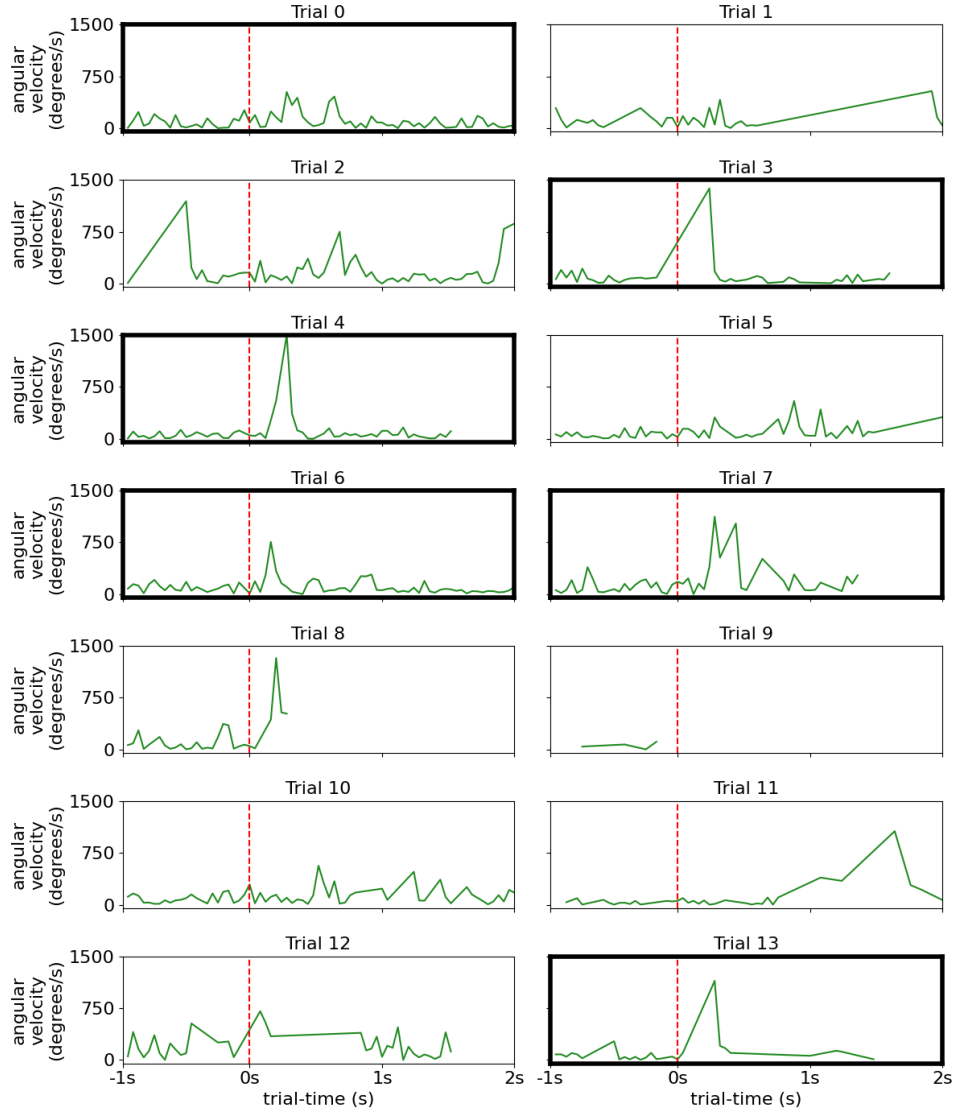 Trial 0
Trial 1
angular
velocity
(degrees/s)
1500
750
0
Trial 2
Trial 3
angular
velocity
(degrees/s)
1500
750
0
Trial 4
Trial 5
angular
velocity
(degrees/s)
1500
750
0
Trial 6
Trial 7
angular
velocity
(degrees/s)
1500
750
0
Trial 8
Trial 9
angular
velocity
(degrees/s)
1500
750
0
Trial 10
Trial 11
angular
velocity
(degrees/s)
1500
750
0
Trial 12
Trial 13
angular
velocity
(degrees/s)
1500
750
0
-1s 0s 1s 2s
-1s 0s 1s 2s
trial-time (s)
trial-time (s)